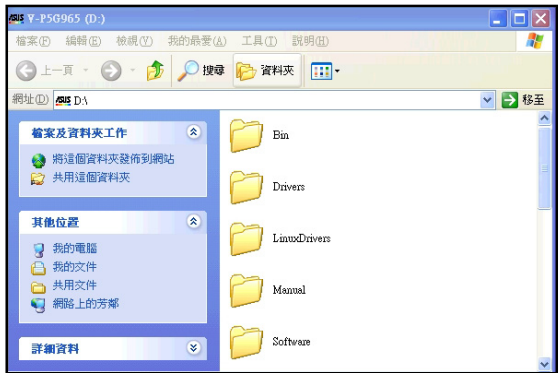 ASUS V-P5G965 (D:)
檔案(F) 編輯(E) 檢視(V) 我的最愛(A) 工具(T) 說明(H)
上一頁 搜尋 資料夾
網址(D) ASUS D:\ 移至
檔案及資料夾工作
將這個資料夾發佈到網站
共用這個資料夾
其他位置
我的電腦
我的文件
共用文件
網路上的芳鄰
詳細資料
Bin
Drivers
LinuxDrivers
Manual
Software